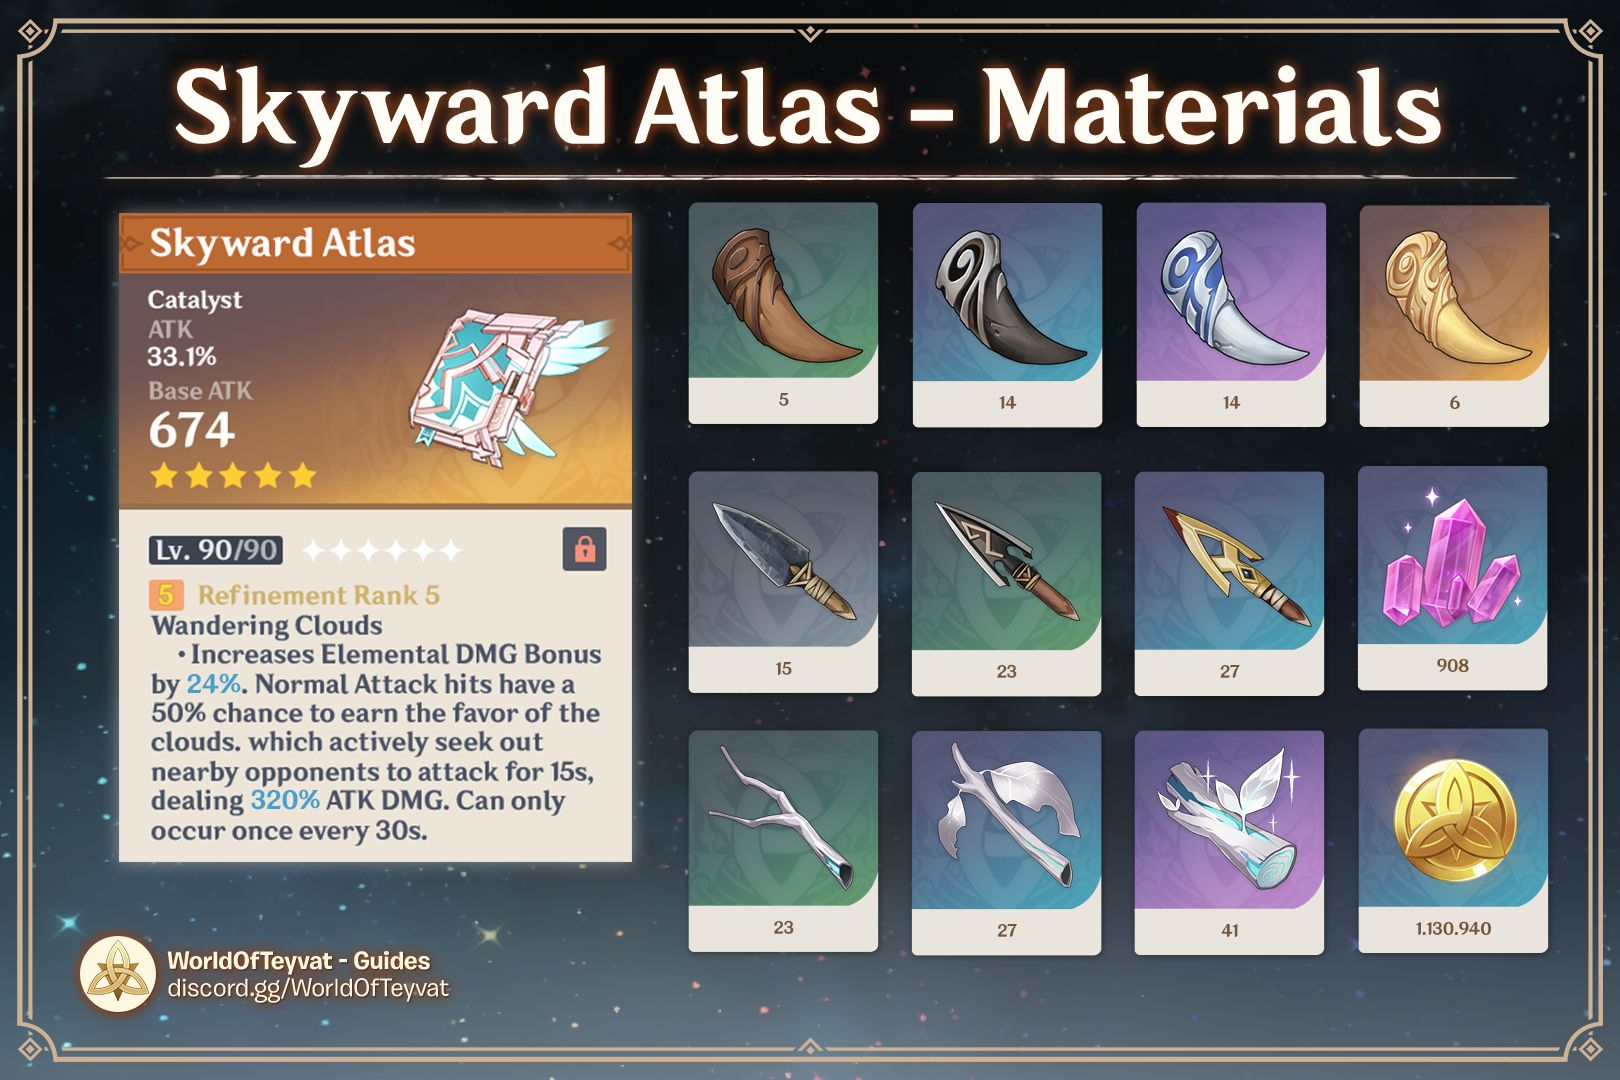 Skyward Atlas - Materials
Skyward Atlas
Catalyst
ATK
33.1%
Base ATK
674
Lv. 90/90
5 Refinement Rank 5
Wandering Clouds
• Increases Elemental DMG Bonus
by 24%. Normal Attack hits have a
50% chance to earn the favor of the
clouds. which actively seek out
nearby opponents to attack for 15s,
dealing 320% ATK DMG. Can only
occur once every 30s.
5
14
14
6
15
23
27
908
23
27
41
1.130.940
WorldOfTeyvat - Guides
discord.gg/WorldOfTeyvat